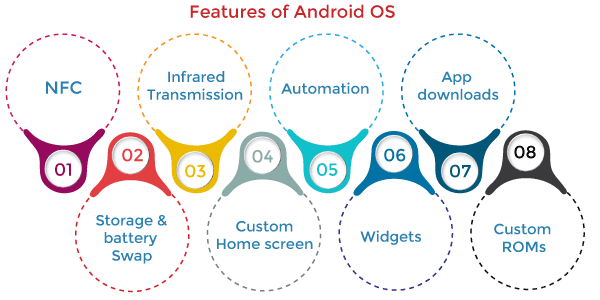 Features of Android OS
NFC
01
02
Storage &
battery
Swap
Infrared
Transmission
03
04
Custom
Home screen
Automation
05
06
Widgets
App
downloads
07
08
Custom
ROMs